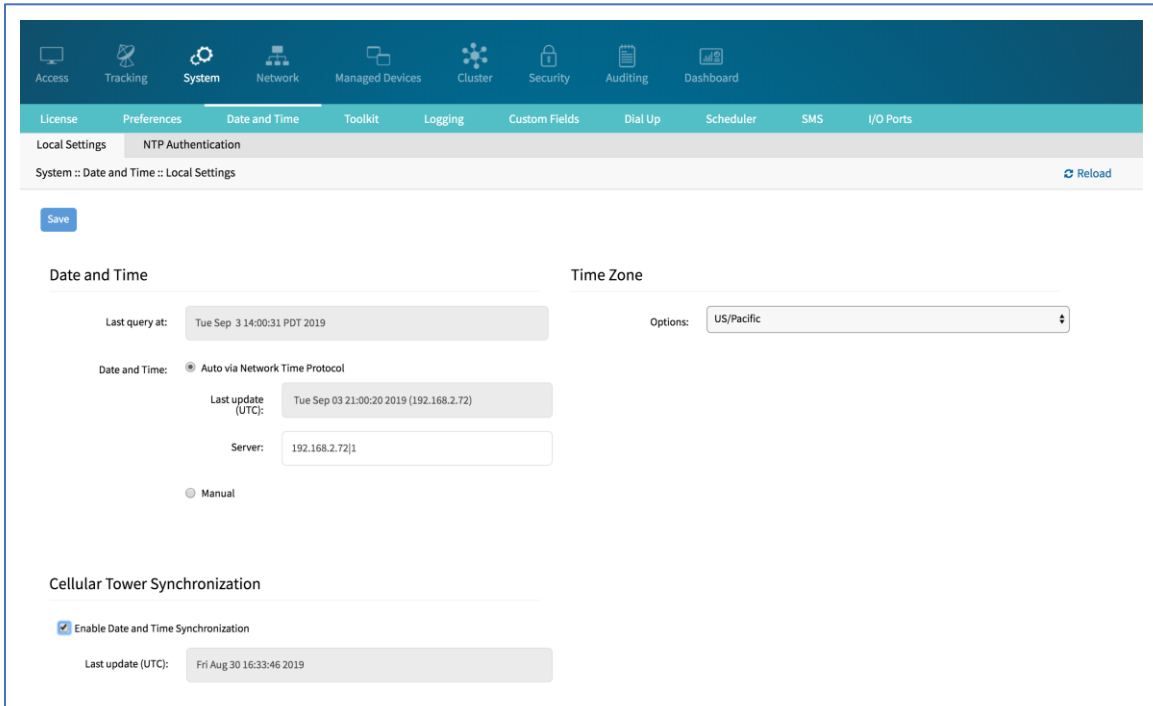 Access Tracking System Network Managed Devices Cluster Security Auditing Dashboard
License Preferences Date and Time Toolkit Logging Custom Fields Dial Up Scheduler SMS I/O Ports
Local Settings NTP Authentication
System :: Date and Time :: Local Settings Reload
Save
Date and Time Time Zone
Last query at: Tue Sep 3 14:00:31 PDT 2019 Options: US/Pacific
Date and Time: Auto via Network Time Protocol
Last update
(UTC): Tue Sep 03 21:00:20 2019 (192.168.2.72)
Server: 192.168.2.72|1
Manual
Cellular Tower Synchronization
Enable Date and Time Synchronization
Last update (UTC): Fri Aug 30 16:33:46 2019